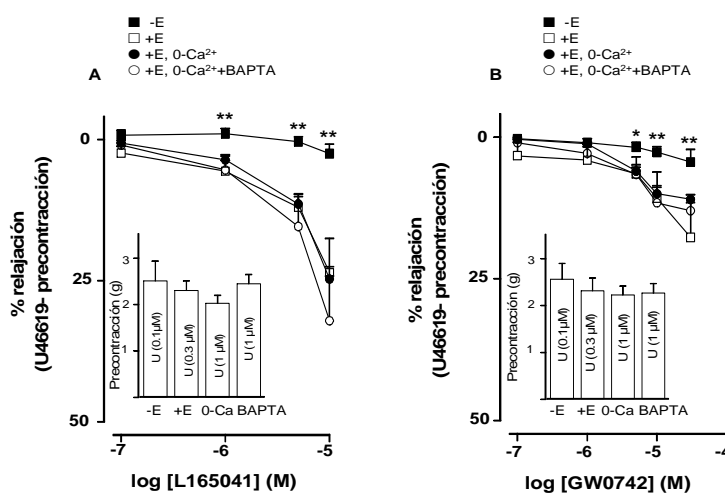 -E
+E
+E, 0-Ca²⁺
+E, 0-Ca²⁺+BAPTA
A
** ** **
0
25
50
% relajación
(U46619- precontracción)
3
2
1
Precontracción (g)
U (0.1µM)
U (0.3 µM)
U (1 µM)
U (1 µM)
-E +E 0-Ca BAPTA
-7 -6 -5
log [L165041] (M)
-E
+E
+E, 0-Ca²⁺
+E, 0-Ca²⁺+BAPTA
B
* ** **
0
25
50
% relajación
(U46619- precontracción)
3
2
1
Precontracción (g)
U (0.1µM)
U (0.3 µM)
U (1 µM)
U (1 µM)
-E +E 0-Ca BAPTA
-7 -6 -5 -4
log [GW0742] (M)